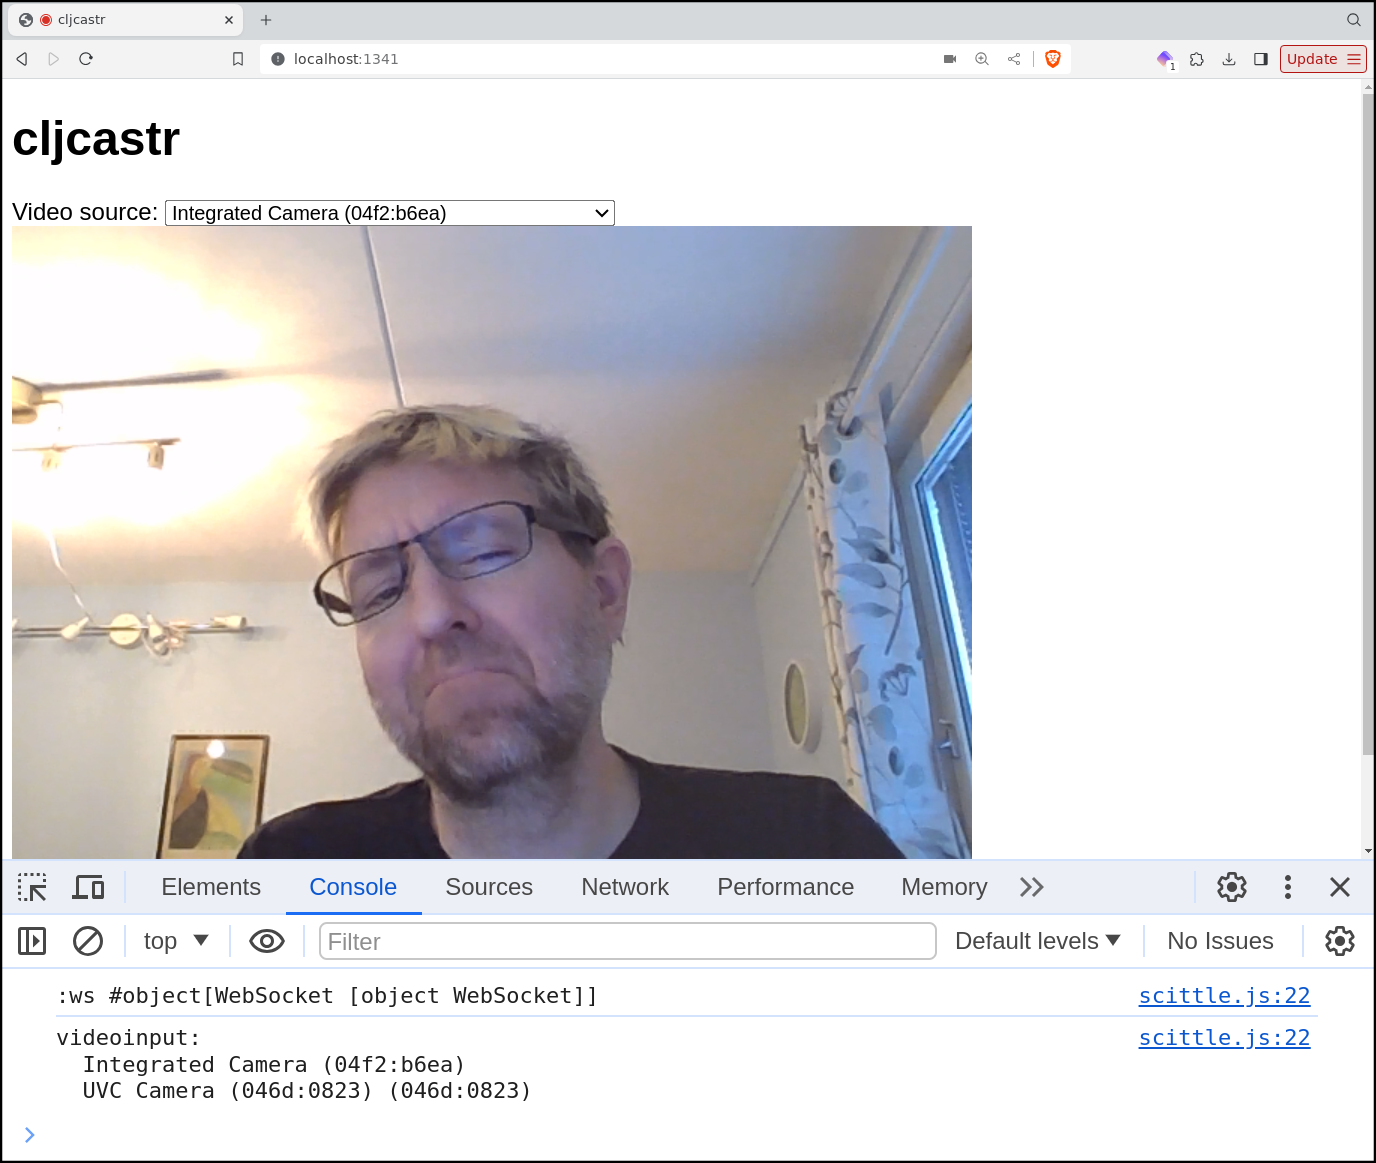 cljcastr
localhost:1341
1
Update
cljcastr
Video source: Integrated Camera (04f2:b6ea)
Elements Console Sources Network Performance Memory
top Filter Default levels No Issues
:ws #object[WebSocket [object WebSocket]] scittle.js:22
videoinput: scittle.js:22
Integrated Camera (04f2:b6ea)
UVC Camera (046d:0823) (046d:0823)